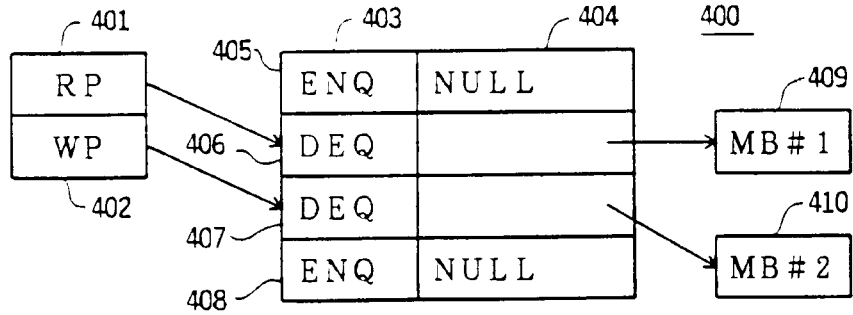 401 403 404 400
405
RP ENQ NULL 409
WP 406 DEQ MB#1
402 407 DEQ 410
408 ENQ NULL MB#2